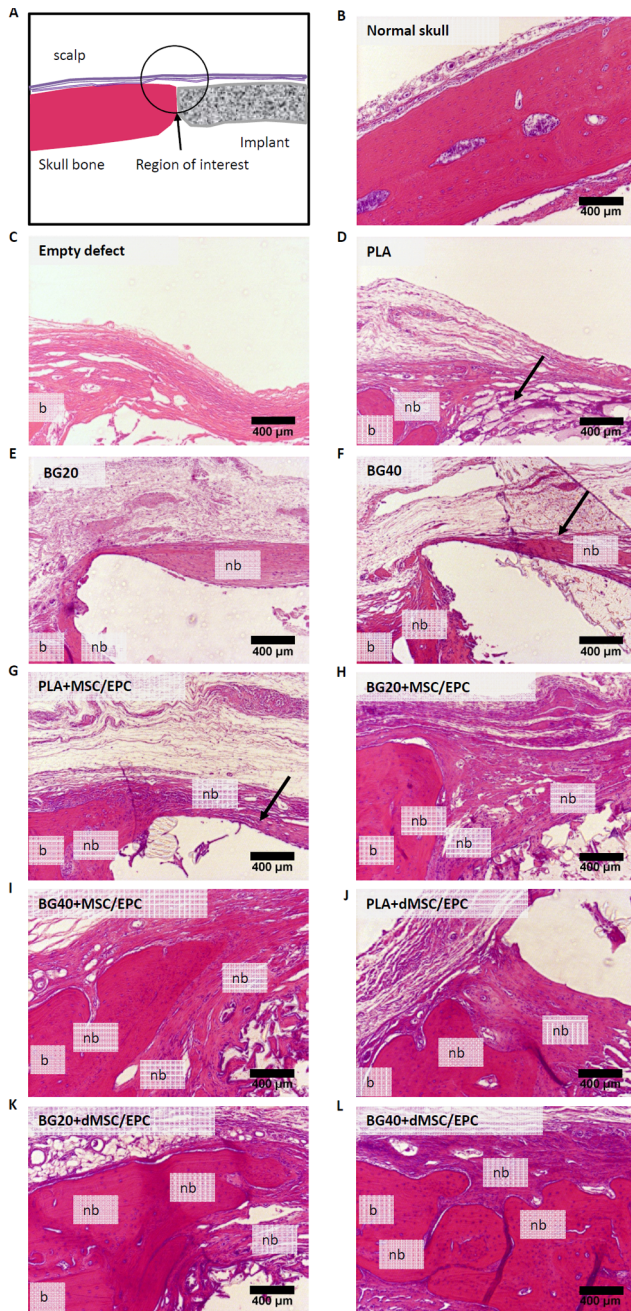 A
scalp
Skull bone
Region of interest
Implant
B
Normal skull
400 µm
C
Empty defect
b
400 µm
D
PLA
nb
b
400 µm
E
BG20
nb
b
nb
400 µm
F
BG40
nb
nb
b
400 µm
G
PLA+MSC/EPC
nb
nb
b
400 µm
H
BG20+MSC/EPC
nb
nb
nb
b
400 µm
I
BG40+MSC/EPC
nb
nb
b
nb
400 µm
J
PLA+dMSC/EPC
nb
nb
b
400 µm
K
BG20+dMSC/EPC
nb
nb
nb
b
400 µm
L
BG40+dMSC/EPC
nb
b
nb
nb
400 µm